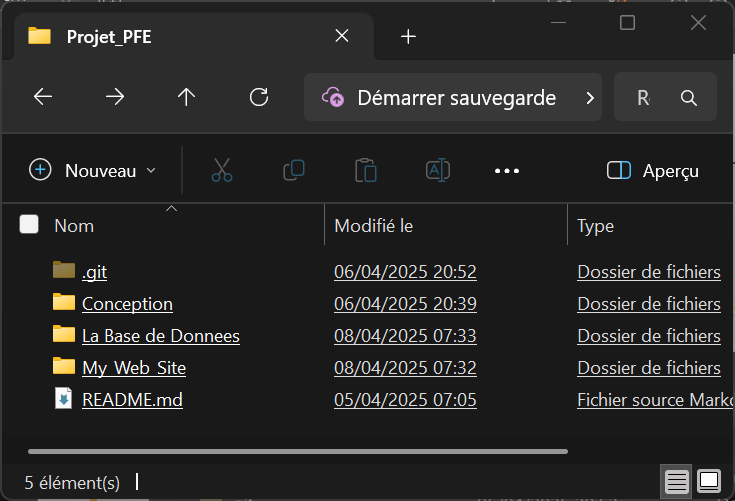 Projet_PFE
Démarrer sauvegarde
R
Nouveau
Aperçu
Nom Modifié le Type
.git 06/04/2025 20:52 Dossier de fichiers
Conception 06/04/2025 20:39 Dossier de fichiers
La Base de Donnees 08/04/2025 07:33 Dossier de fichiers
My_Web_Site 08/04/2025 07:32 Dossier de fichiers
README.md 05/04/2025 07:05 Fichier source Mark
5 élément(s)